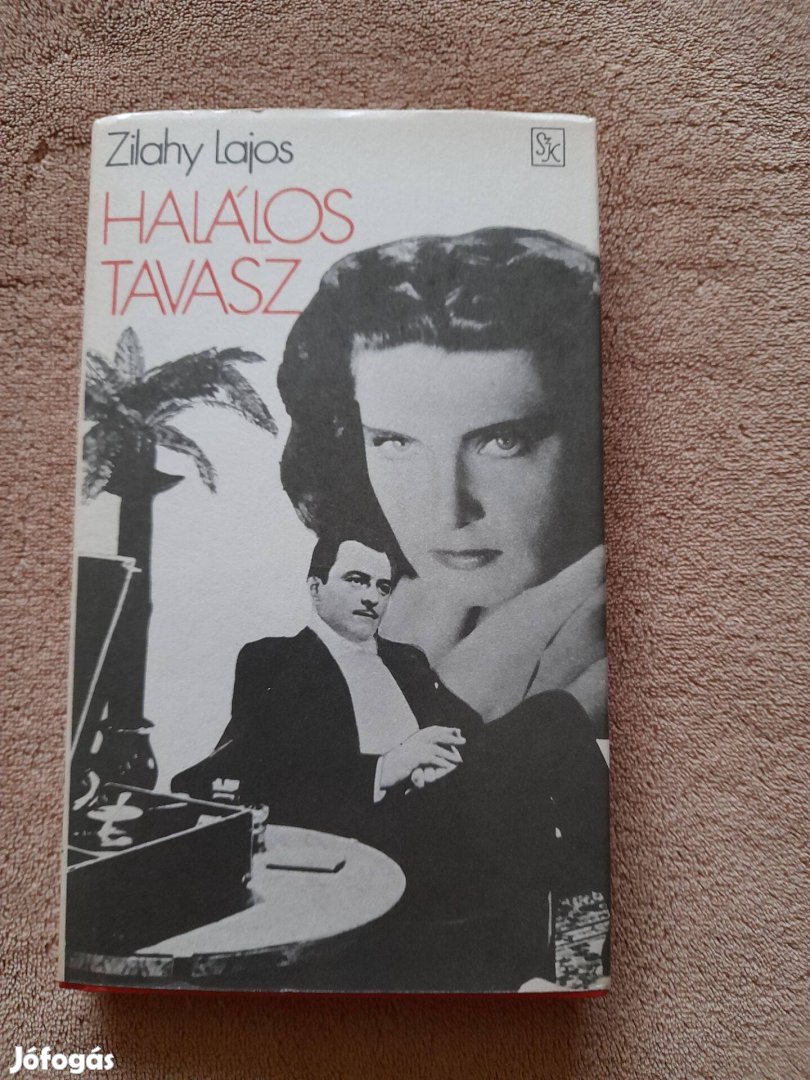 Zilahy Lajos
SzK
HALÁLOS
TAVASZ
Jófogás